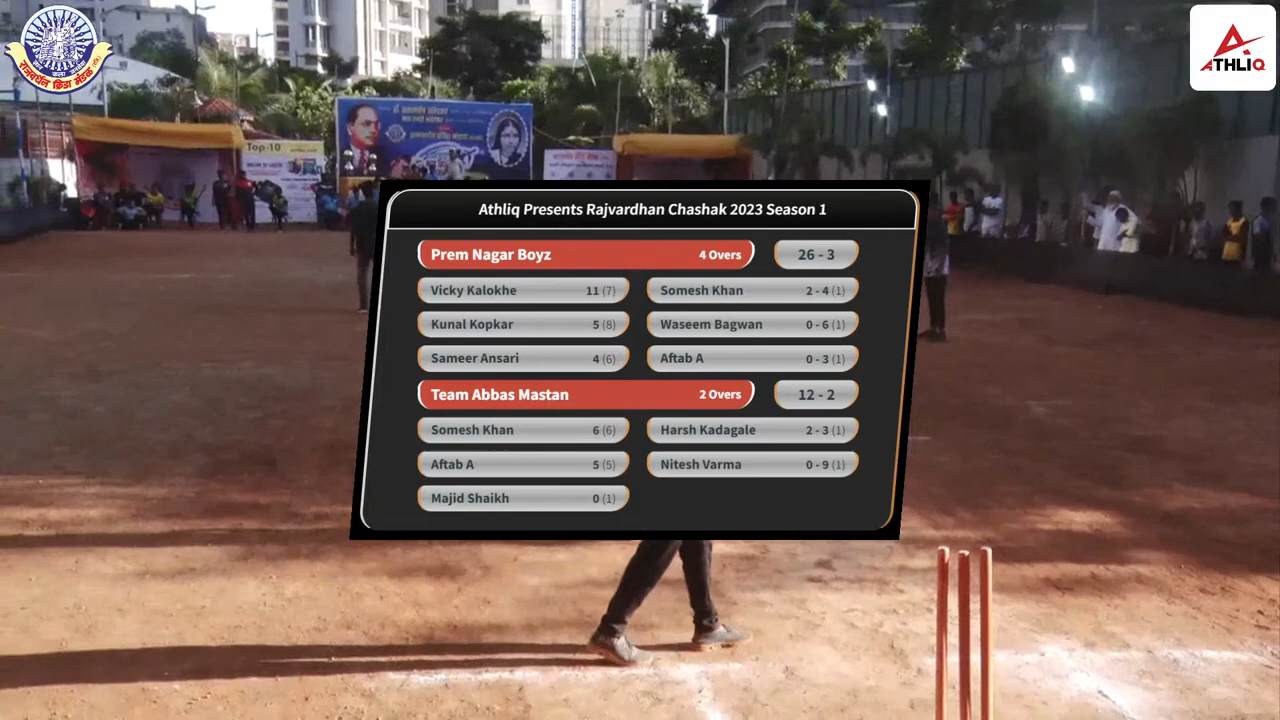 राजवर्धन क्रिडा मंडळ
ATHLIQ
Top-10
Athliq Presents Rajvardhan Chashak 2023 Season 1
Prem Nagar Boyz 4 Overs 26 - 3
Vicky Kalokhe 11 (7) Somesh Khan 2 - 4 (1)
Kunal Kopkar 5 (8) Waseem Bagwan 0 - 6 (1)
Sameer Ansari 4 (6) Aftab A 0 - 3 (1)
Team Abbas Mastan 2 Overs 12 - 2
Somesh Khan 6 (6) Harsh Kadagale 2 - 3 (1)
Aftab A 5 (5) Nitesh Varma 0 - 9 (1)
Majid Shaikh 0 (1)